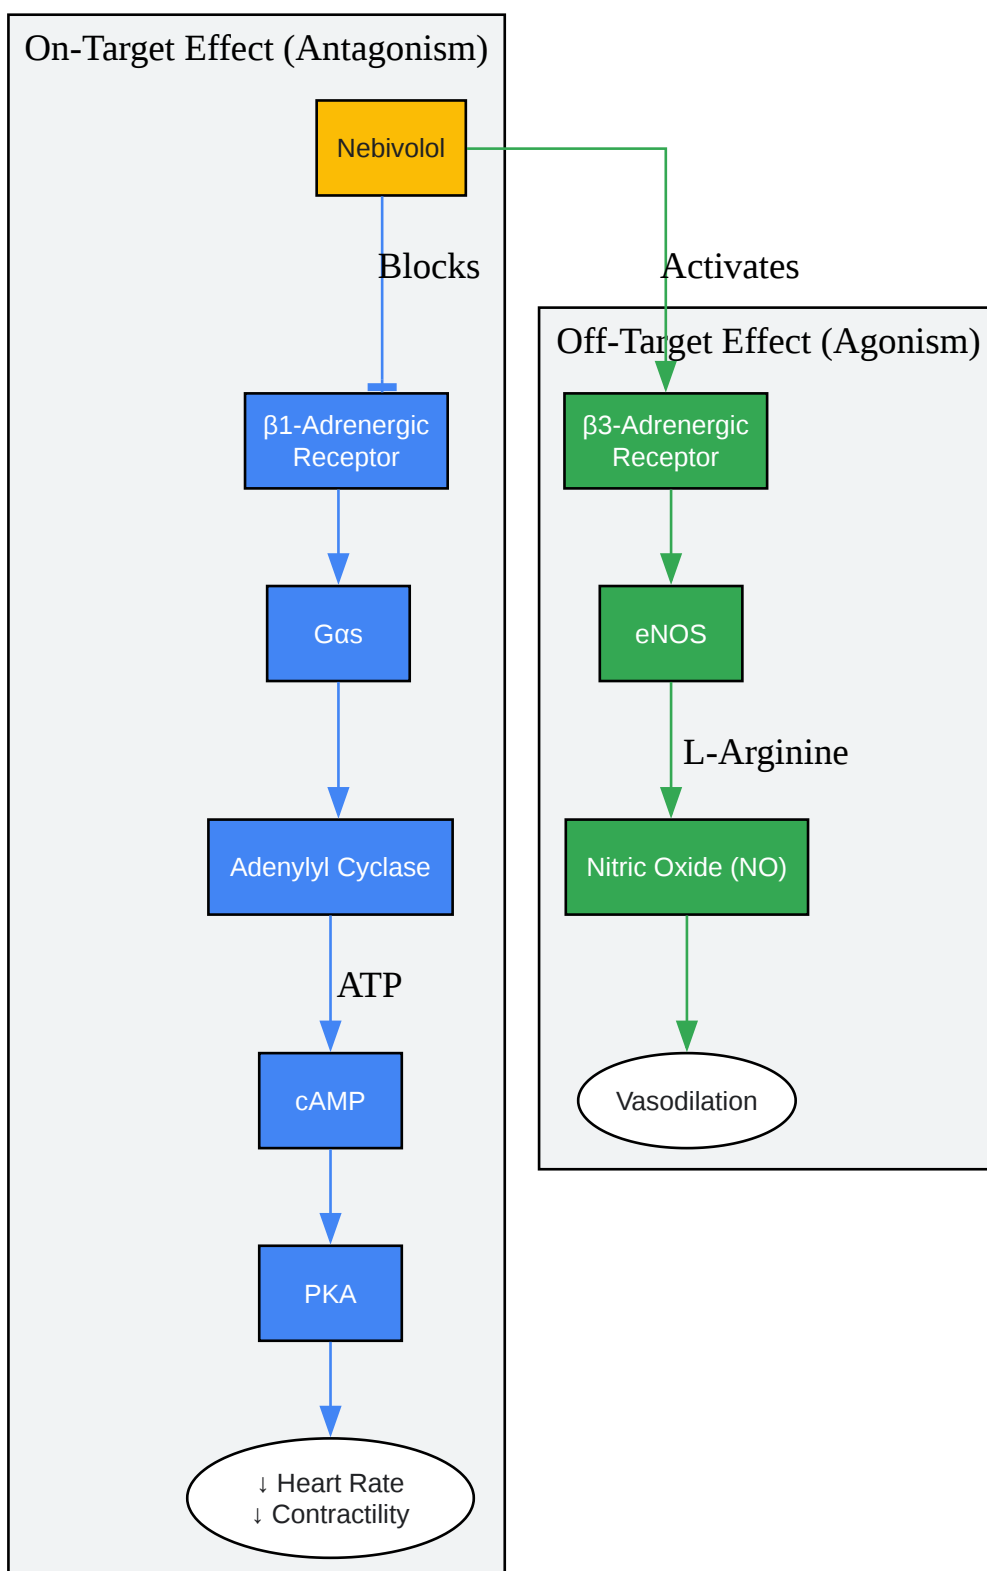 On-Target Effect (Antagonism)
Nebivolol
Blocks
β1-Adrenergic
Receptor
Gαs
Adenylyl Cyclase
ATP
cAMP
PKA
↓ Heart Rate
↓ Contractility
Activates
Off-Target Effect (Agonism)
β3-Adrenergic
Receptor
eNOS
L-Arginine
Nitric Oxide (NO)
Vasodilation